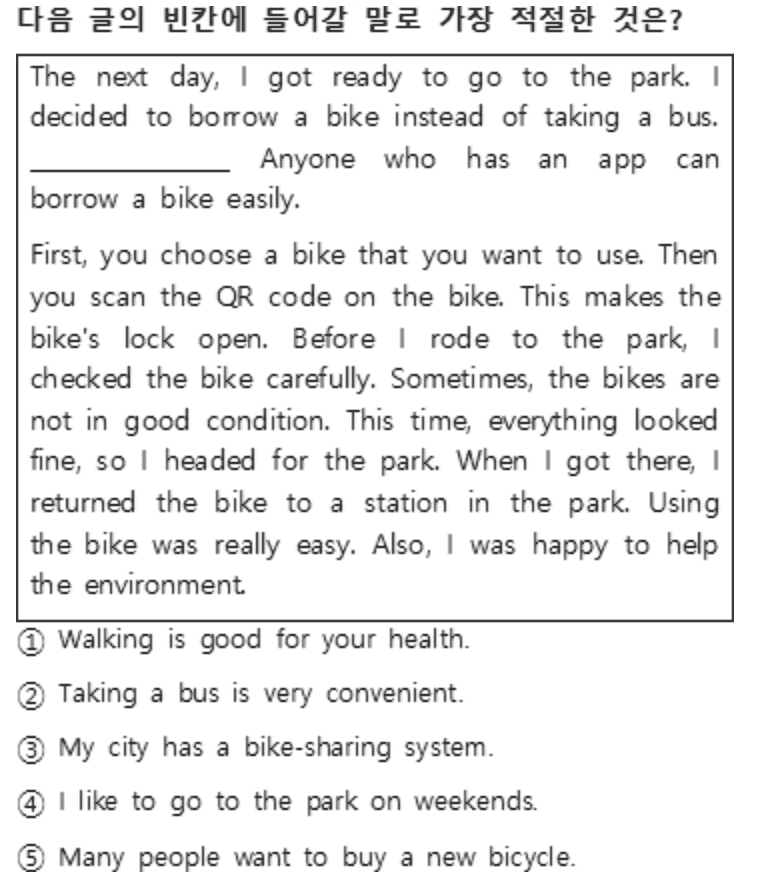 다음 글의 빈칸에 들어갈 말로 가장 적절한 것은?
The next day, I got ready to go to the park. I
decided to borrow a bike instead of taking a bus.
______________ Anyone who has an app can
borrow a bike easily.
First, you choose a bike that you want to use. Then
you scan the QR code on the bike. This makes the
bike's lock open. Before I rode to the park, I
checked the bike carefully. Sometimes, the bikes are
not in good condition. This time, everything looked
fine, so I headed for the park. When I got there, I
returned the bike to a station in the park. Using
the bike was really easy. Also, I was happy to help
the environment.
① Walking is good for your health.
② Taking a bus is very convenient.
③ My city has a bike-sharing system.
④ I like to go to the park on weekends.
⑤ Many people want to buy a new bicycle.